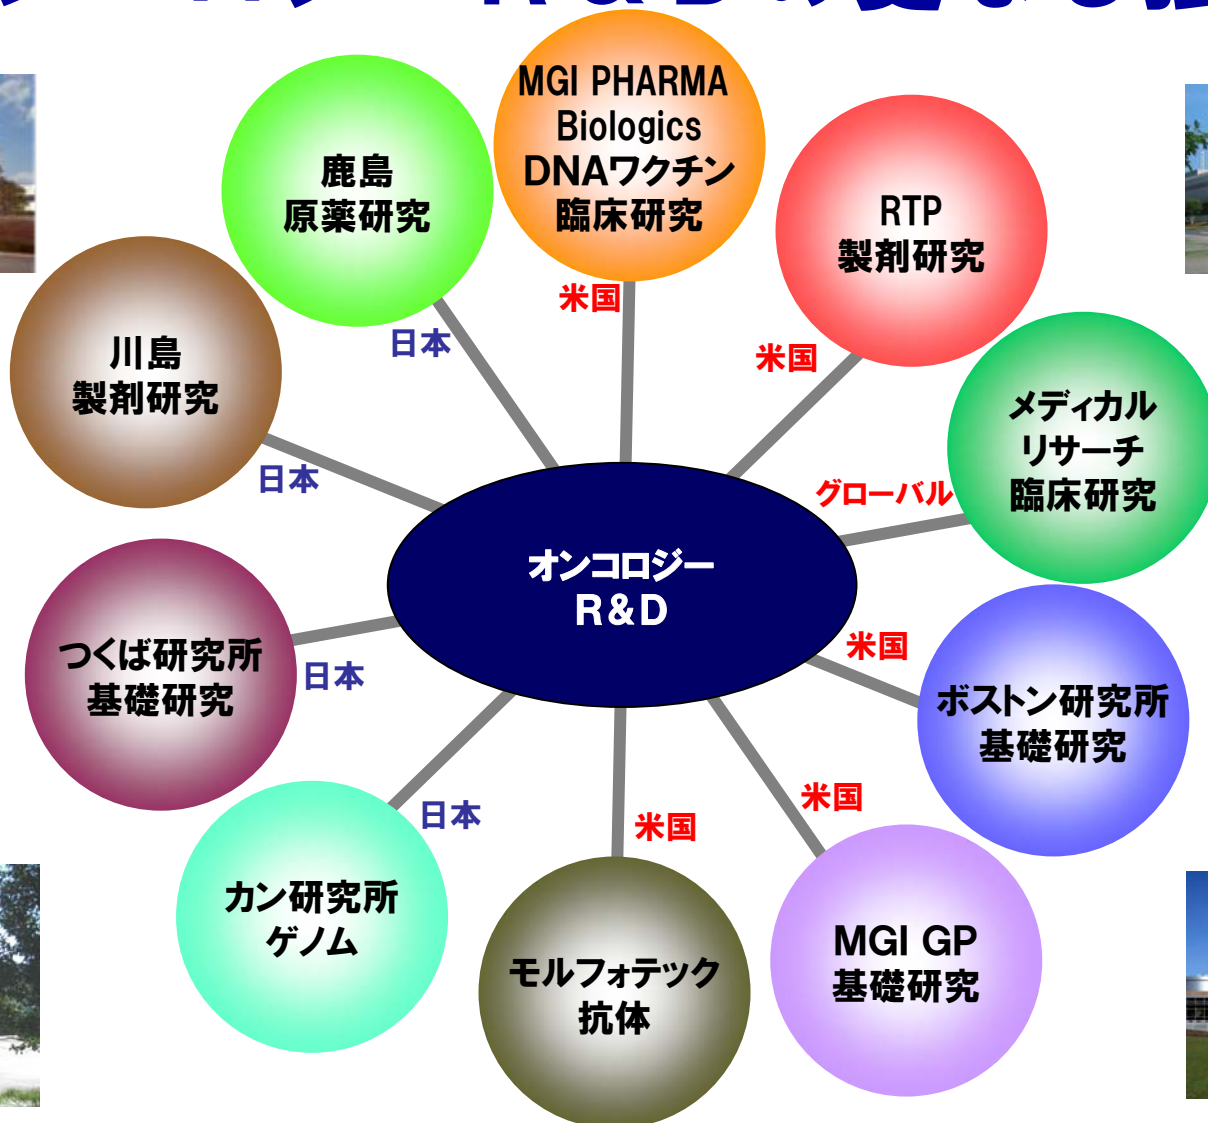 R&Dの更なる強
MGI PHARMA
Biologics
DNAワクチン
臨床研究
米国
RTP
製剤研究
米国
メディカル
リサーチ
臨床研究
グローバル
ボストン研究所
基礎研究
米国
MGI GP
基礎研究
米国
モルフォテック
抗体
米国
カン研究所
ゲノム
日本
つくば研究所
基礎研究
日本
川島
製剤研究
日本
鹿島
原薬研究
日本
オンコロジー
R&D